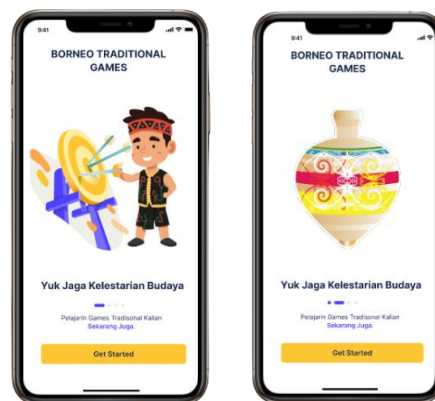 9:41
BORNEO TRADITIONAL
GAMES
Yuk Jaga Kelestarian Budaya
Pelajarin Games Tradisonal Kalian
Sekarang Juga.
Get Started
9:41
BORNEO TRADITIONAL
GAMES
Yuk Jaga Kelestarian Budaya
Pelajarin Games Tradisonal Kalian
Sekarang Juga.
Get Started